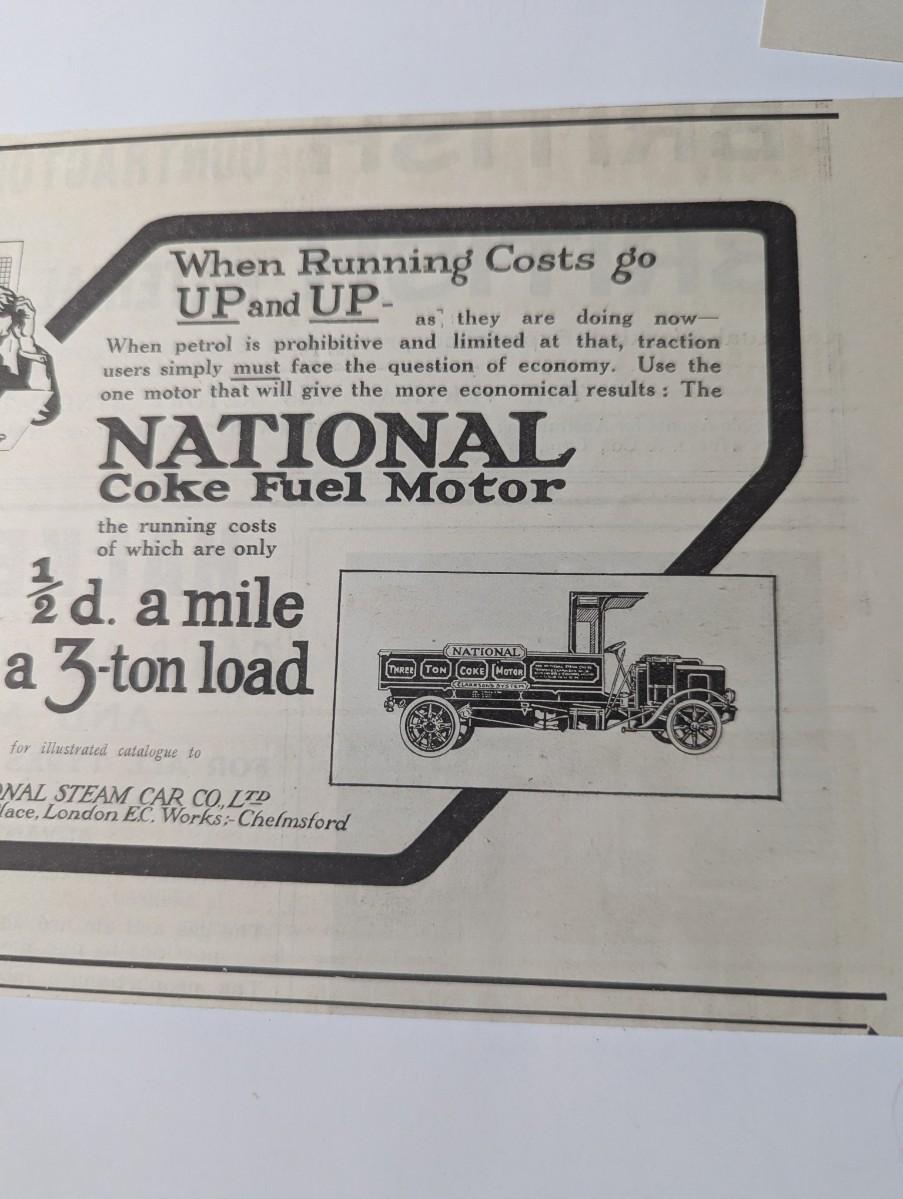 When Running Costs go
UP and UP-
as they are doing now—
When petrol is prohibitive and limited at that, traction
users simply must face the question of economy. Use the
one motor that will give the more economical results: The
NATIONAL
Coke Fuel Motor
the running costs
of which are only
½d. a mile
a 3-ton load
for illustrated catalogue to
ONAL STEAM CAR CO., LTD
lace, London E.C. Works:- Chelmsford
NATIONAL
THREE TON COKE MOTOR
CLARKSON SYSTEM